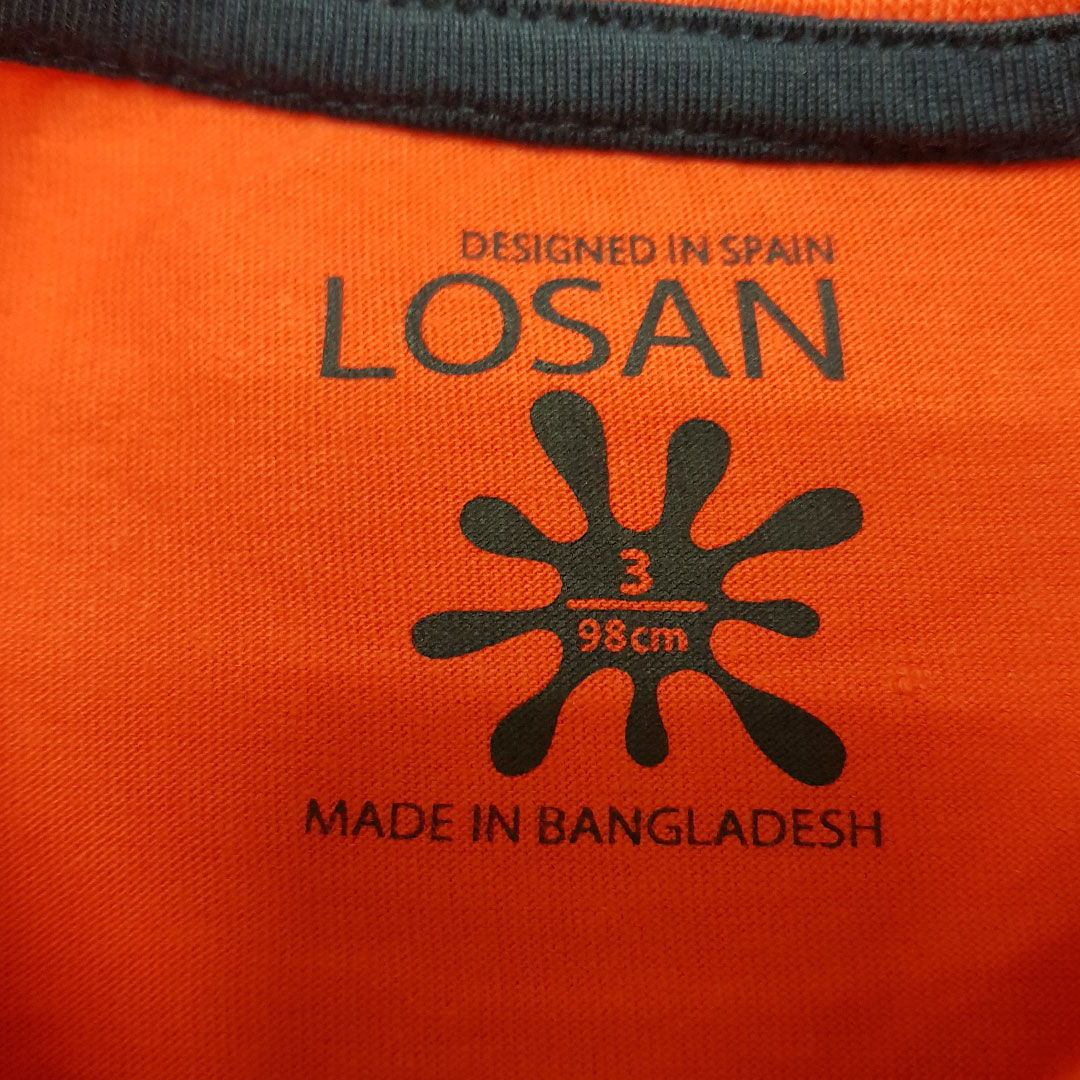 DESIGNED IN SPAIN
LOSAN
3
98cm
MADE IN BANGLADESH